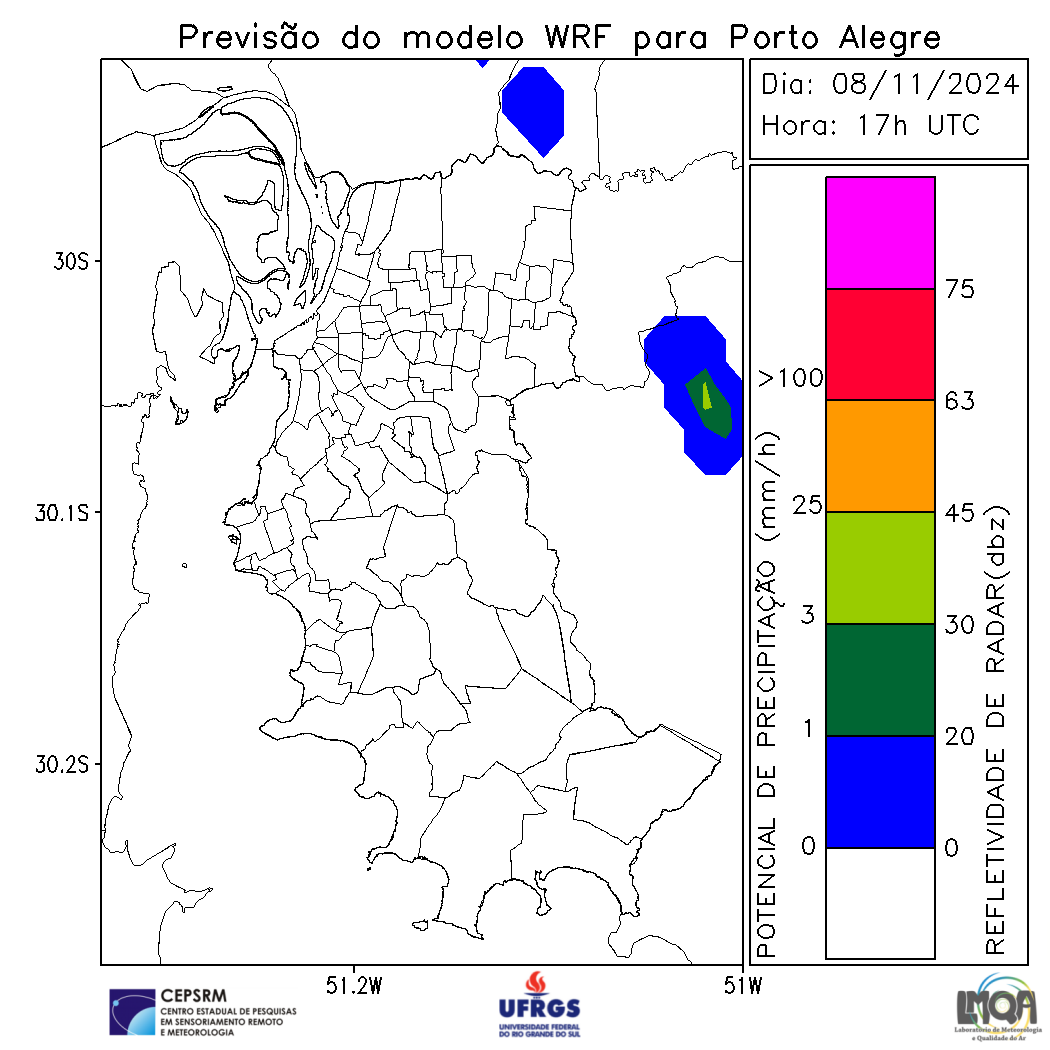 Previsão do modelo WRF para Porto Alegre
Dia: 08/11/2024
Hora: 17h UTC
30S
30.1S
30.2S
51.2W
51W
POTENCIAL DE PRECIPITAÇÃO (mm/h)
>100
25
3
1
0
75
63
45
30
20
0
REFLETIVIDADE DE RADAR(dbz)
CEPSRM
CENTRO ESTADUAL DE PESQUISAS
EM SENSORIAMENTO REMOTO
E METEOROLOGIA
UFRGS
UNIVERSIDADE FEDERAL
DO RIO GRANDE DO SUL
LMQA
Laboratório de Meteorologia
e Qualidade do Ar